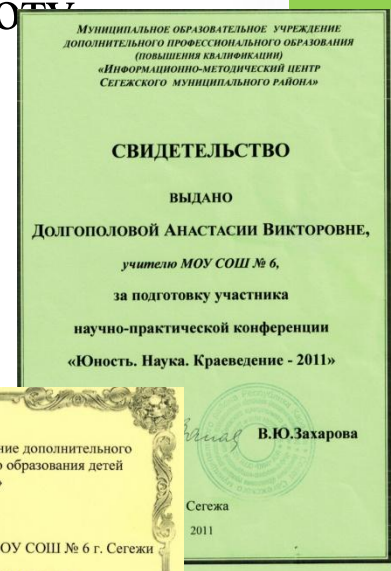 МУНИЦИПАЛЬНОЕ ОБРАЗОВАТЕЛЬНОЕ УЧРЕЖДЕНИЕ
ДОПОЛНИТЕЛЬНОГО ПРОФЕССИОНАЛЬНОГО ОБРАЗОВАНИЯ
(ПОВЫШЕНИЯ КВАЛИФИКАЦИИ)
«ИНФОРМАЦИОННО-МЕТОДИЧЕСКИЙ ЦЕНТР
СЕГЕЖСКОГО МУНИЦИПАЛЬНОГО РАЙОНА»
СВИДЕТЕЛЬСТВО
ВЫДАНО
ДОЛГОПОЛОВОЙ АНАСТАСИИ ВИКТОРОВНЕ,
учителю МОУ СОШ № 6,
за подготовку участника
научно-практической конференции
«Юность. Наука. Краеведение - 2011»
В.Ю.Захарова
Сегежа
2011
дополнительного
образования детей
СОШ № 6 г. Сегежи